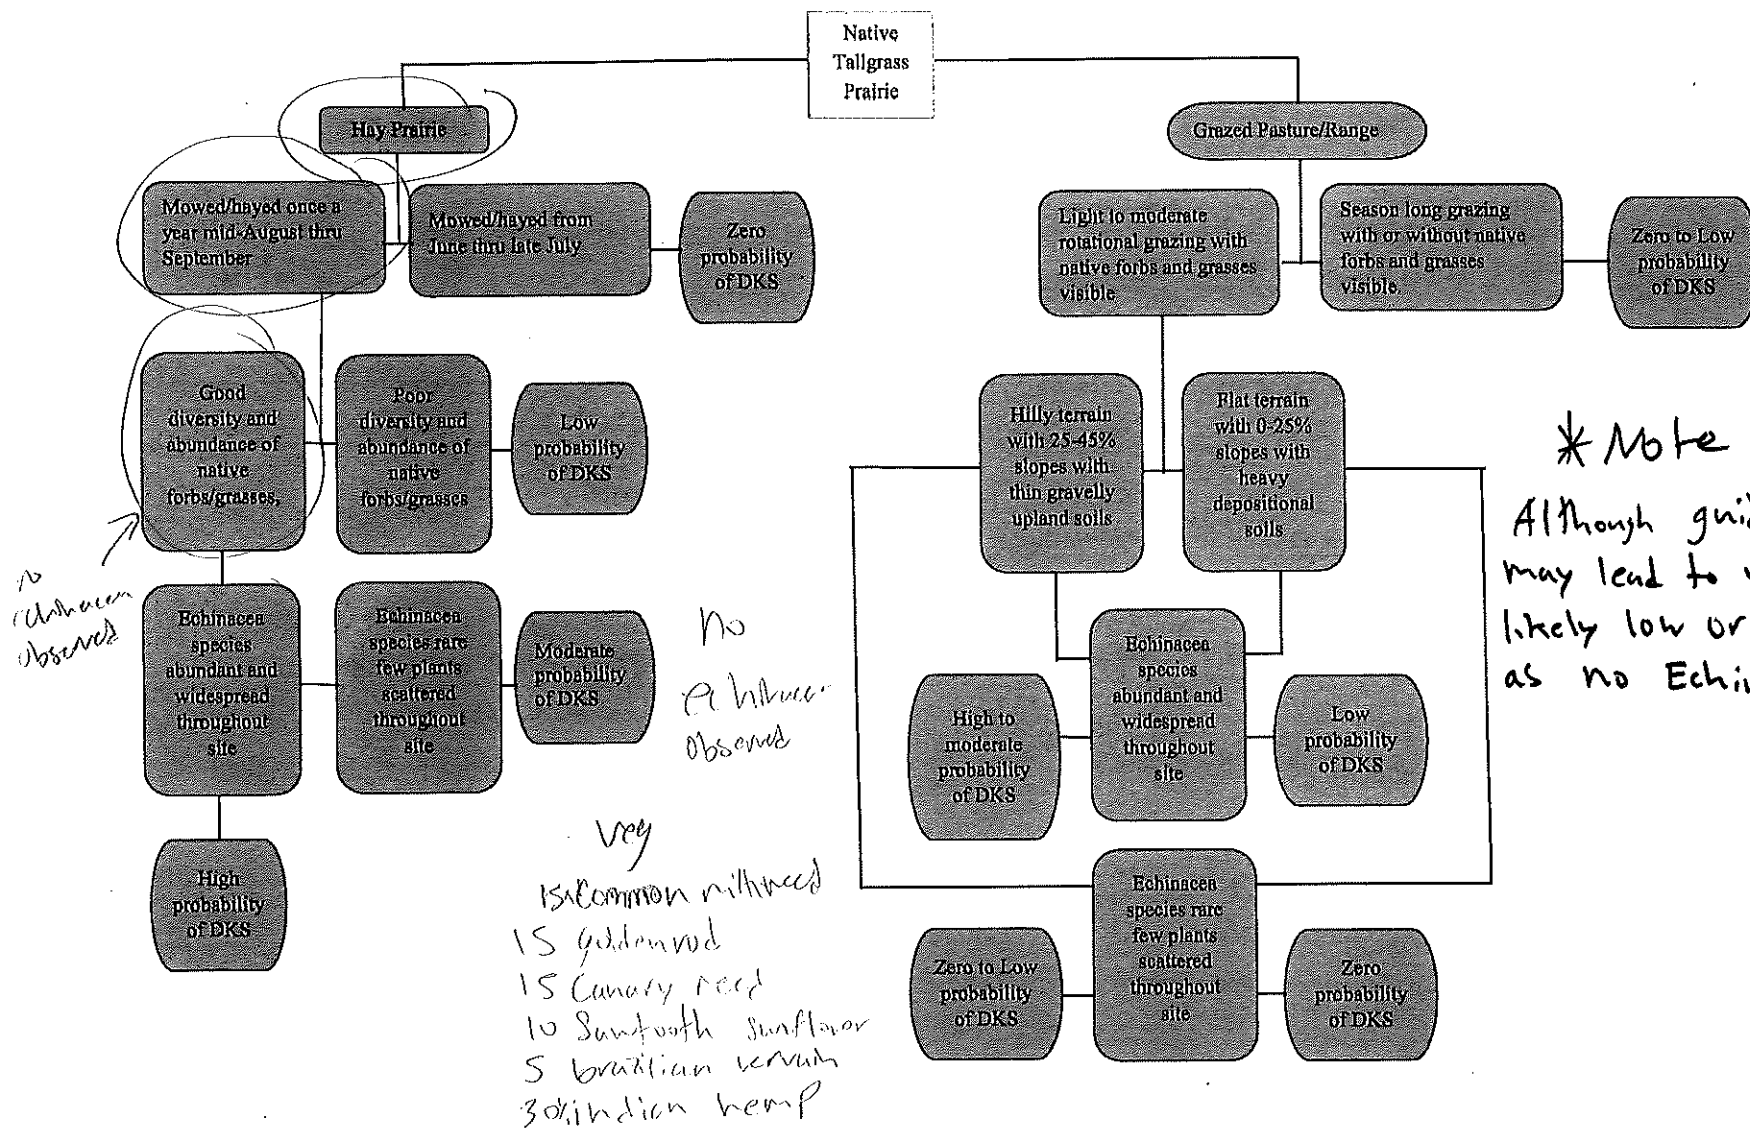 Native
Tallgrass
Prairie
Hay Prairie
Grazed Pasture/Range
Mowed/hayed once a
year mid-August thru
September
Mowed/hayed from
June thru late July
Zero
probability
of DKS
Light to moderate
rotational grazing with
native forbs and grasses
visible
Season long grazing
with or without native
forbs and grasses
visible.
Zero to Low
probability
of DKS
Good
diversity and
abundance of
native
forbs/grasses,
Poor
diversity and
abundance of
native
forbs/grasses
Low
probability
of DKS
Hilly terrain
with 25-45%
slopes with
thin gravelly
upland soils
Flat terrain
with 0-25%
slopes with
heavy
depositional
soils
* Note
Although
may lead to
likely low or
as no
no
echinacea
observed
Echinacea
species
abundant and
widespread
throughout
site
Echinacea
species rare
few plants
scattered
throughout
site
Moderate
probability
of DKS
no
echinacea
observed
High to
moderate
probability
of DKS
Echinacea
species
abundant and
widespread
throughout
site
Low
probability
of DKS
High
probability
of DKS
Veg
Common
15 goldenrod
15 Canary reed
10 Sawtooth sunflower
5 brazilian vervain
30% indian hemp
Echinacea
species rare
few plants
scattered
throughout
site
Zero to Low
probability
of DKS
Zero
probability
of DKS